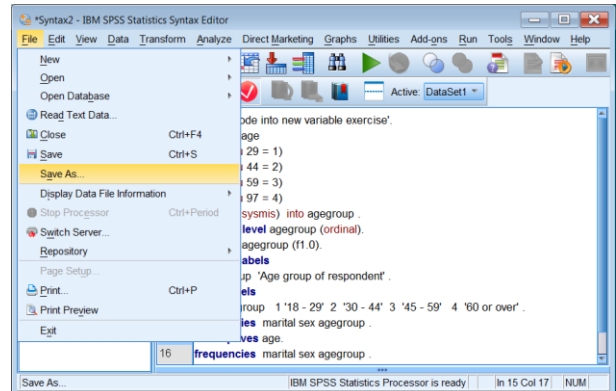 *Syntax2 - IBM SPSS Statistics Syntax Editor
File Edit View Data Transform Analyze Direct Marketing Graphs Utilities Add-ons Run Tools Window Help
New
Open
Open Database
Read Text Data...
Close Ctrl+F4
Save Ctrl+S
Save As...
Display Data File Information
Stop Processor Ctrl+Period
Switch Server...
Repository
Page Setup...
Print... Ctrl+P
Print Preview
Exit
Active: DataSet1
ode into new variable exercise'.
age
29 = 1)
44 = 2)
59 = 3)
97 = 4)
sysmis) into agegroup .
level agegroup (ordinal).
agegroup (f1.0).
abels
up 'Age group of respondent' .
els
group 1 '18 - 29' 2 '30 - 44' 3 '45 - 59' 4 '60 or over' .
ies marital sex agegroup .
ves age.
16 frequencies marital sex agegroup .
Save As... IBM SPSS Statistics Processor is ready In 15 Col 17 NUM